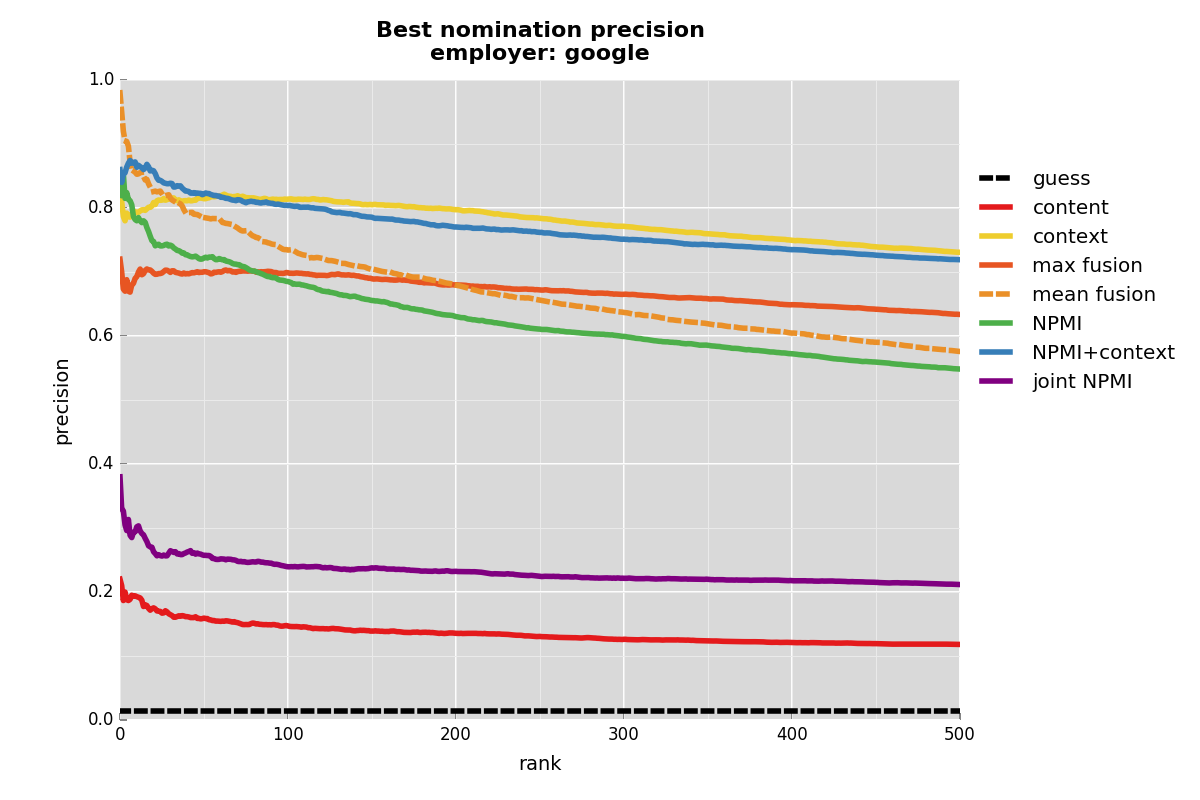 Best nomination precision
employer: google
precision
1.0
0.8
0.6
0.4
0.2
0.0
0 100 200 300 400 500
rank
guess
content
context
max fusion
mean fusion
NPMI
NPMI+context
joint NPMI